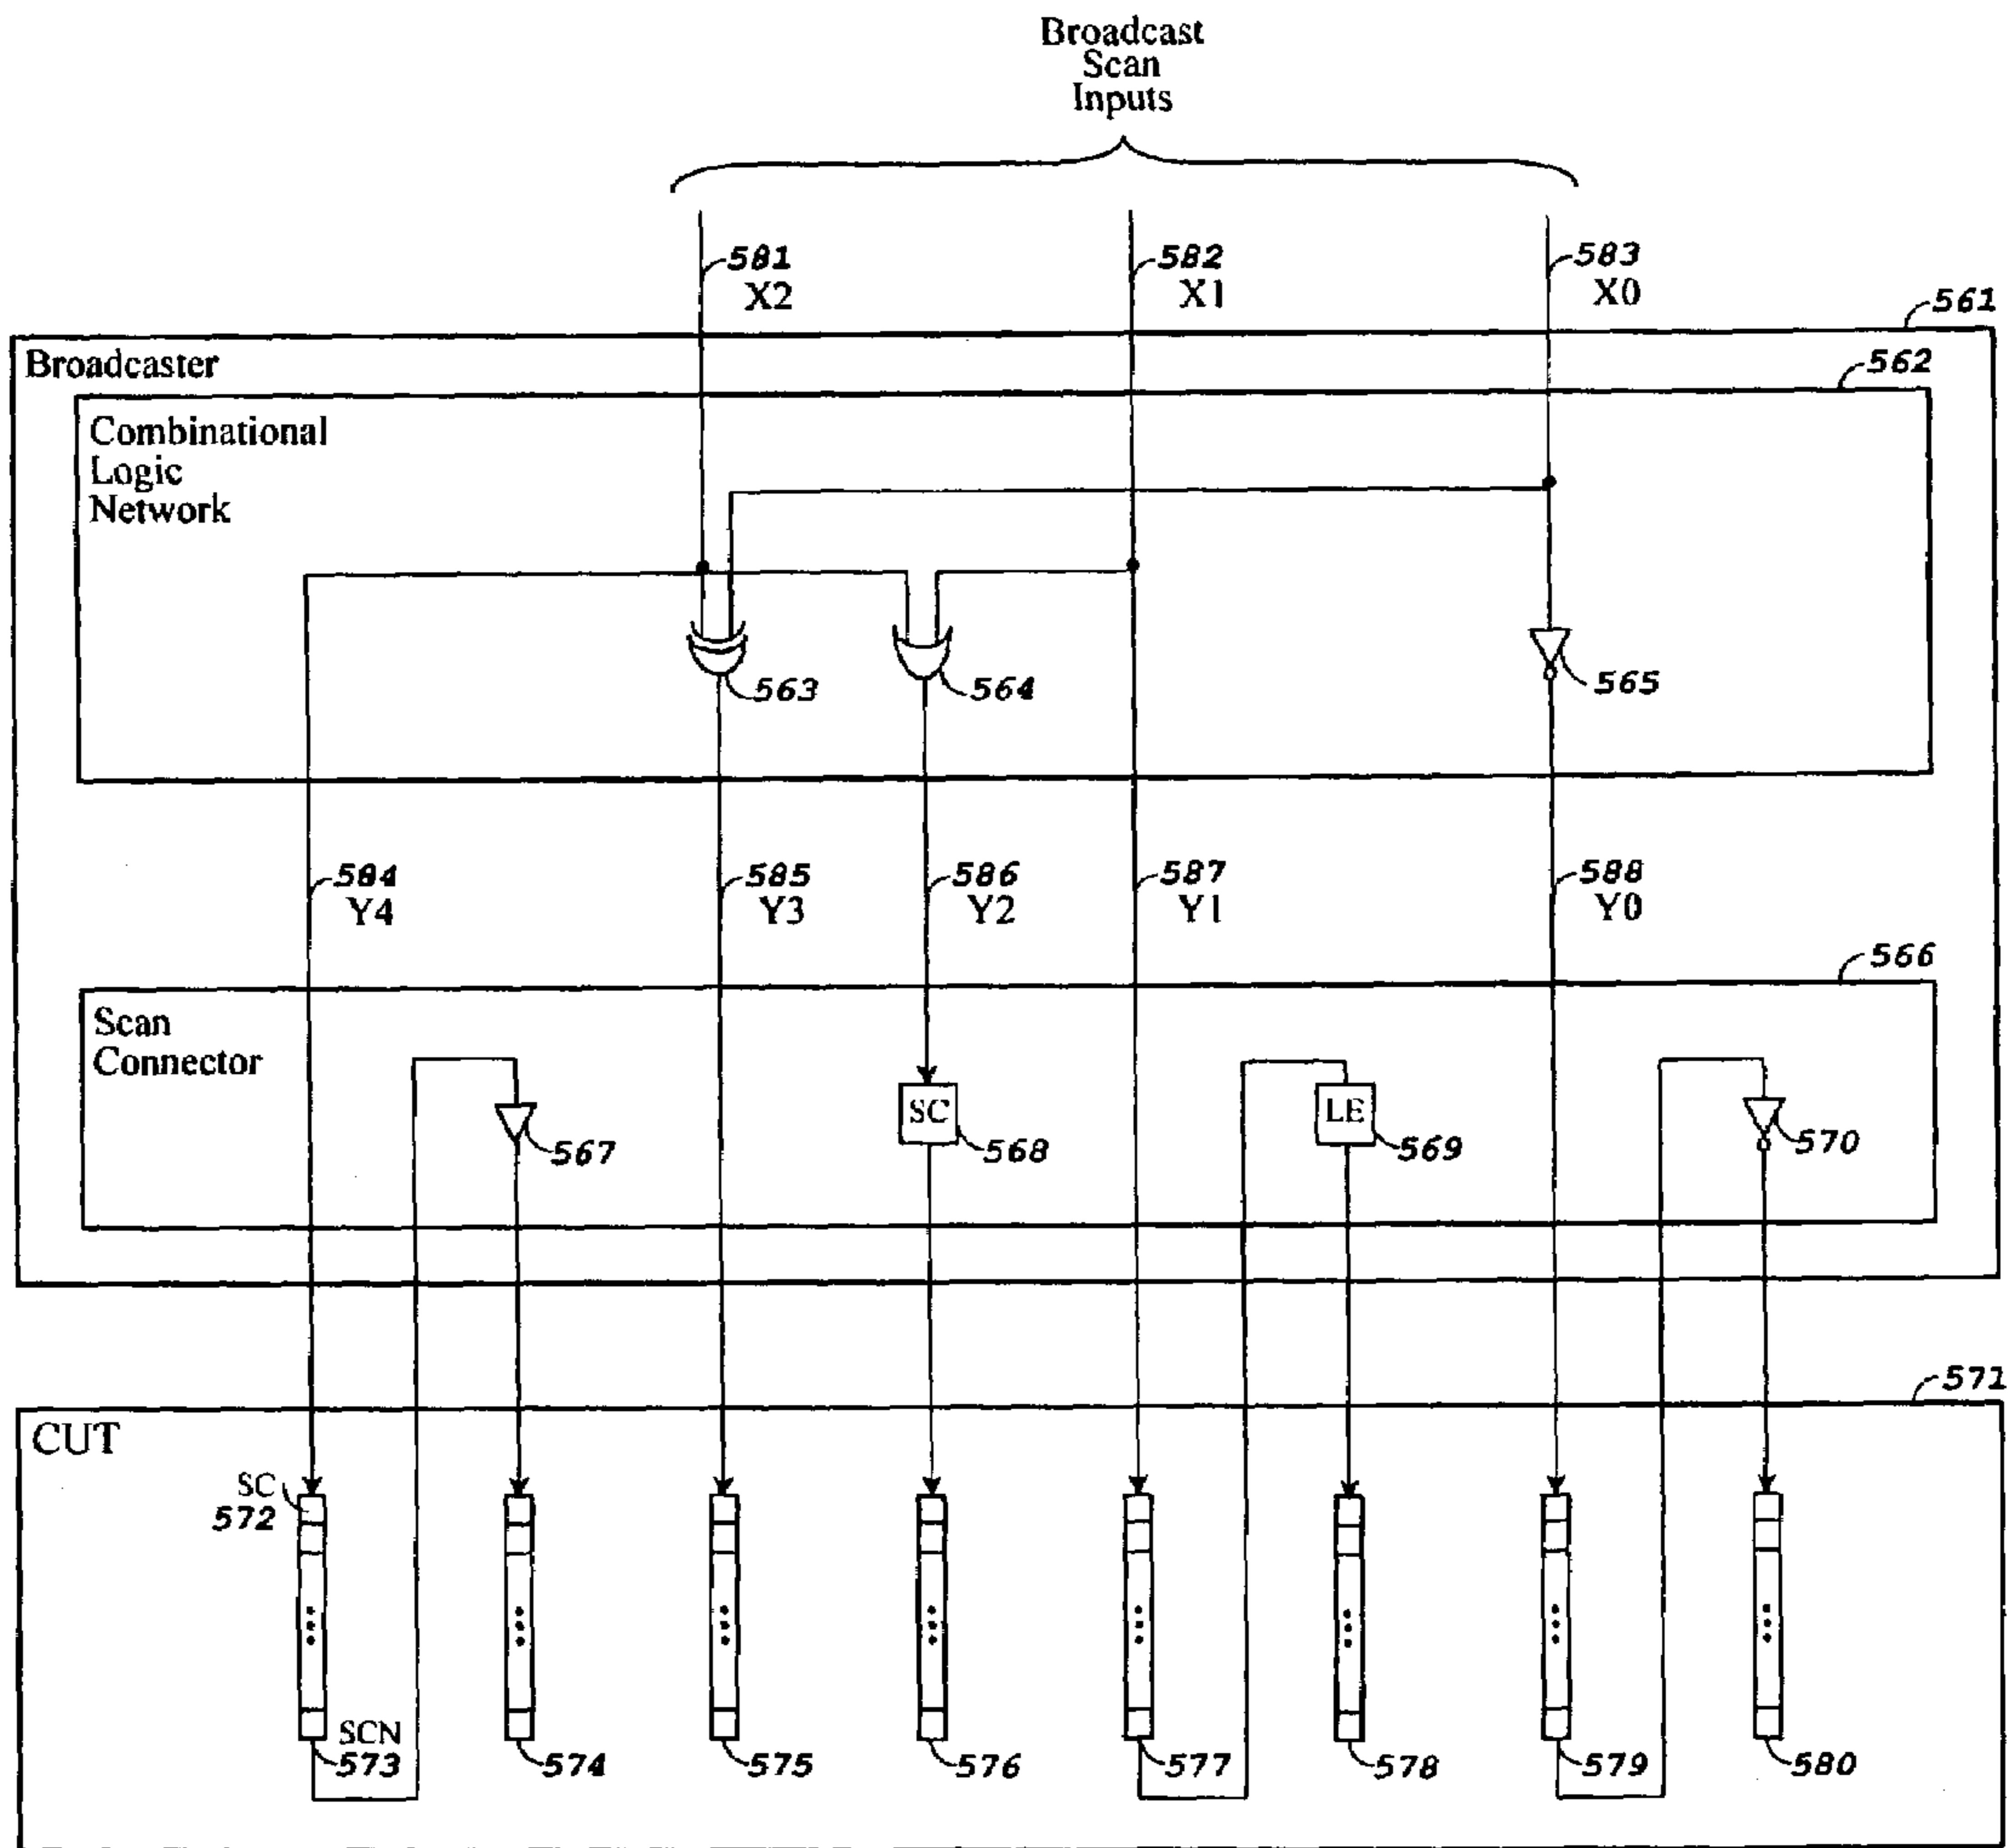 Broadcast
Scan
Inputs
581
X2
582
X1
583
X0
561
Broadcaster
562
Combinational
Logic
Network
563
564
565
584
Y4
585
Y3
586
Y2
587
Y1
588
Y0
566
Scan
Connector
567
SC
568
LE
569
570
571
CUT
SC
572
SCN
573
574
575
576
577
578
579
580